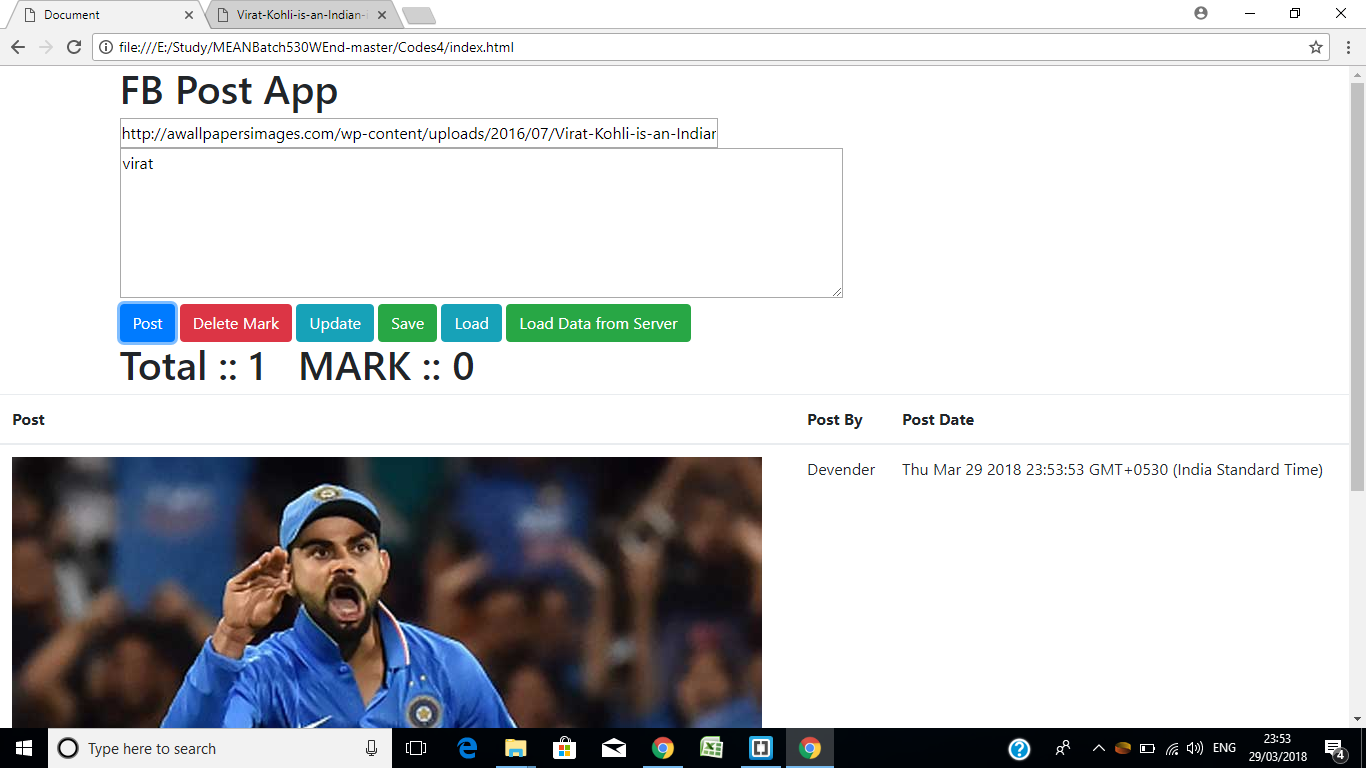 Document
Virat-Kohli-is-an-Indian-
file:///E:/Study/MEANBatch530WEnd-master/Codes4/index.html
FB Post App
http://awallpapersimages.com/wp-content/uploads/2016/07/Virat-Kohli-is-an-Indian
virat
Post Delete Mark Update Save Load Load Data from Server
Total :: 1 MARK :: 0
Post Post By Post Date
Devender Thu Mar 29 2018 23:53:53 GMT+0530 (India Standard Time)
Type here to search
ENG
23:53
29/03/2018
4